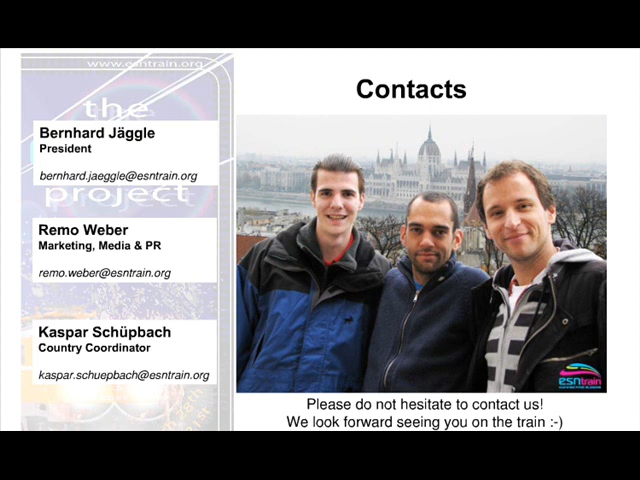 www.esntrain.org
Contacts
the
Bernhard Jäggle
President
bernhard.jaeggle@esntrain.org
project
Remo Weber
Marketing, Media & PR
remo.weber@esntrain.org
Kaspar Schüpbach
Country Coordinator
kaspar.schuepbach@esntrain.org
esntrain
Please do not hesitate to contact us!
We look forward seeing you on the train :-)